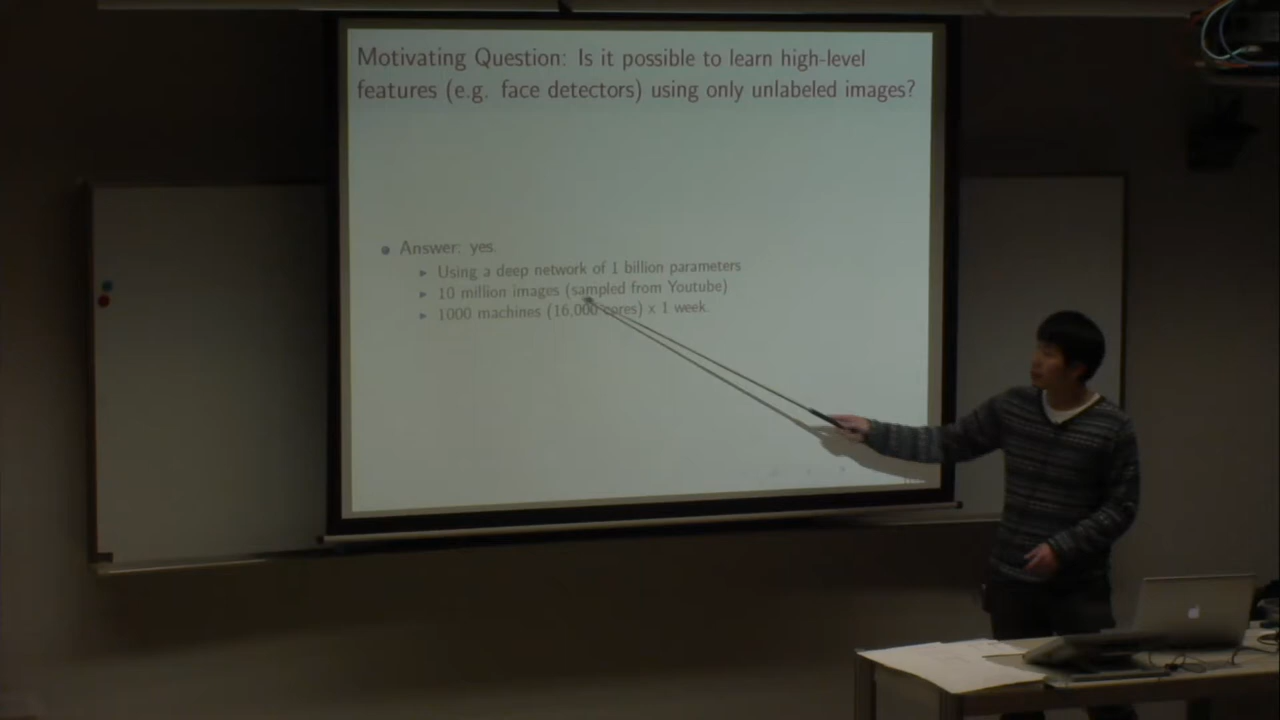 Motivating Question: Is it possible to learn high-level
features (e.g. face detectors) using only unlabeled images?
Answer: yes.
Using a deep network of 1 billion parameters
10 million images (sampled from Youtube)
1000 machines (16,000 cores) x 1 week.